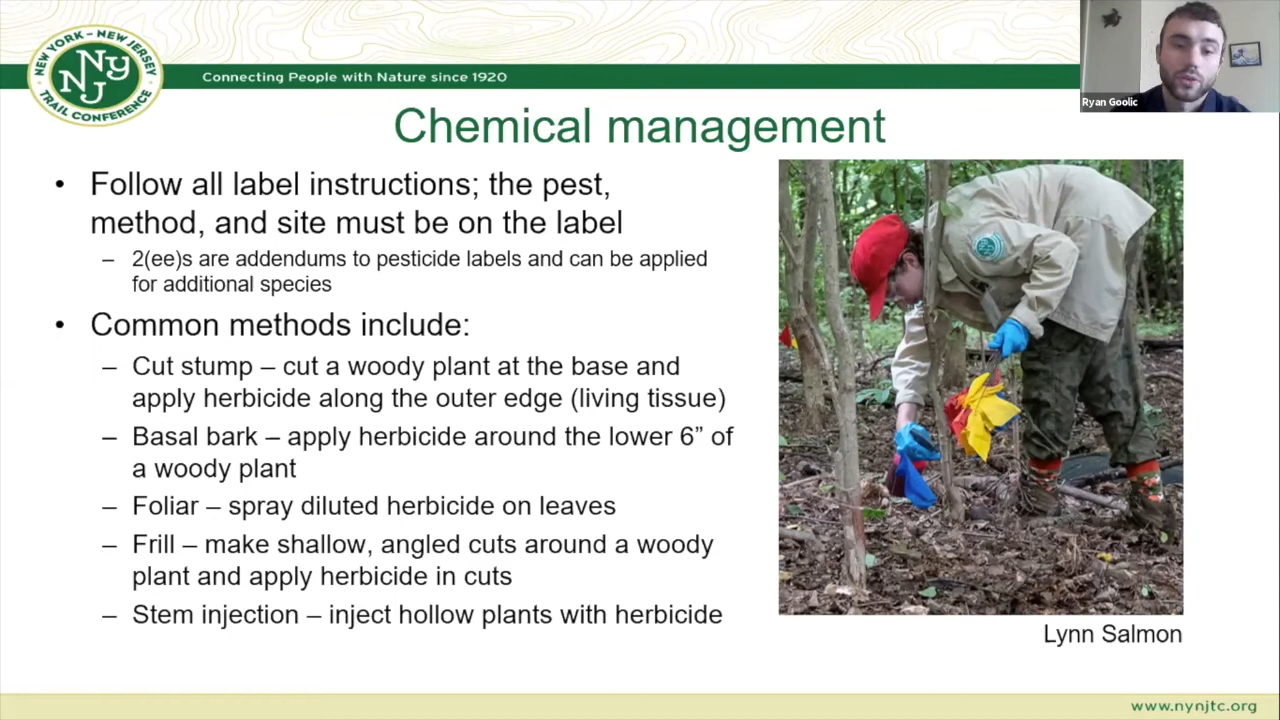 NEW YORK – NEW JERSEY
NY
NJ
TRAIL CONFERENCE
Connecting People with Nature since 1920
Ryan Goolic
Chemical management
• Follow all label instructions; the pest,
method, and site must be on the label
– 2(ee)s are addendums to pesticide labels and can be applied
for additional species
• Common methods include:
– Cut stump – cut a woody plant at the base and
apply herbicide along the outer edge (living tissue)
– Basal bark – apply herbicide around the lower 6” of
a woody plant
– Foliar – spray diluted herbicide on leaves
– Frill – make shallow, angled cuts around a woody
plant and apply herbicide in cuts
– Stem injection – inject hollow plants with herbicide
Lynn Salmon
www.nynjtc.org